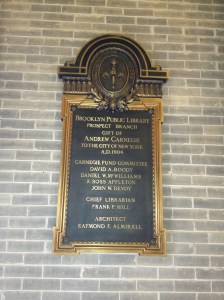 BROOKLYN PUBLIC LIBRARY
PROSPECT BRANCH
GIFT OF
ANDREW CARNEGIE
TO THE CITY OF NEW YORK
A.D. 1904
CARNEGIE FUND COMMITTEE
DAVID A. BOODY
DANIEL W. McWILLIAMS
R. ROSS APPLETON
JOHN W. DEVOY
CHIEF LIBRARIAN
FRANK P. HILL
ARCHITECT
RAYMOND F. ALMIRALL